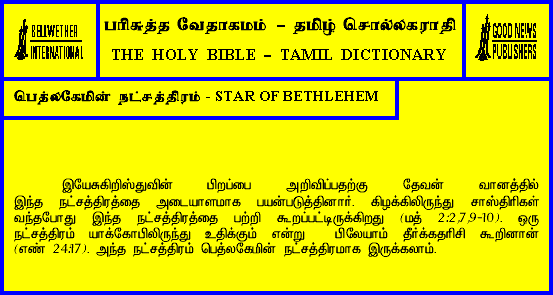 BELLWETHER
INTERNATIONAL
பரிசுத்த வேதாகமம் – தமிழ் சொல்லகராதி
THE HOLY BIBLE – TAMIL DICTIONARY
GOOD NEWS
PUBLISHERS
பெத்லகேமின் நட்சத்திரம் - STAR OF BETHLEHEM
இயேசுகிறிஸ்துவின் பிறப்பை அறிவிப்பதற்கு தேவன் வானத்தில்
இந்த நட்சத்திரத்தை அடையாளமாக பயன்படுத்தினார். கிழக்கிலிருந்து சாஸ்திரிகள்
வந்தபோது இந்த நட்சத்திரத்தை பற்றி கூறப்பட்டிருக்கிறது (மத் 2:2,7,9-10). ஒரு
நட்சத்திரம் யாக்கோபிலிருந்து உதிக்கும் என்று பிலேயாம் தீர்க்கதரிசி கூறினான்
(எண் 24:17). அந்த நட்சத்திரம் பெத்லகேமின் நட்சத்திரமாக இருக்கலாம்.